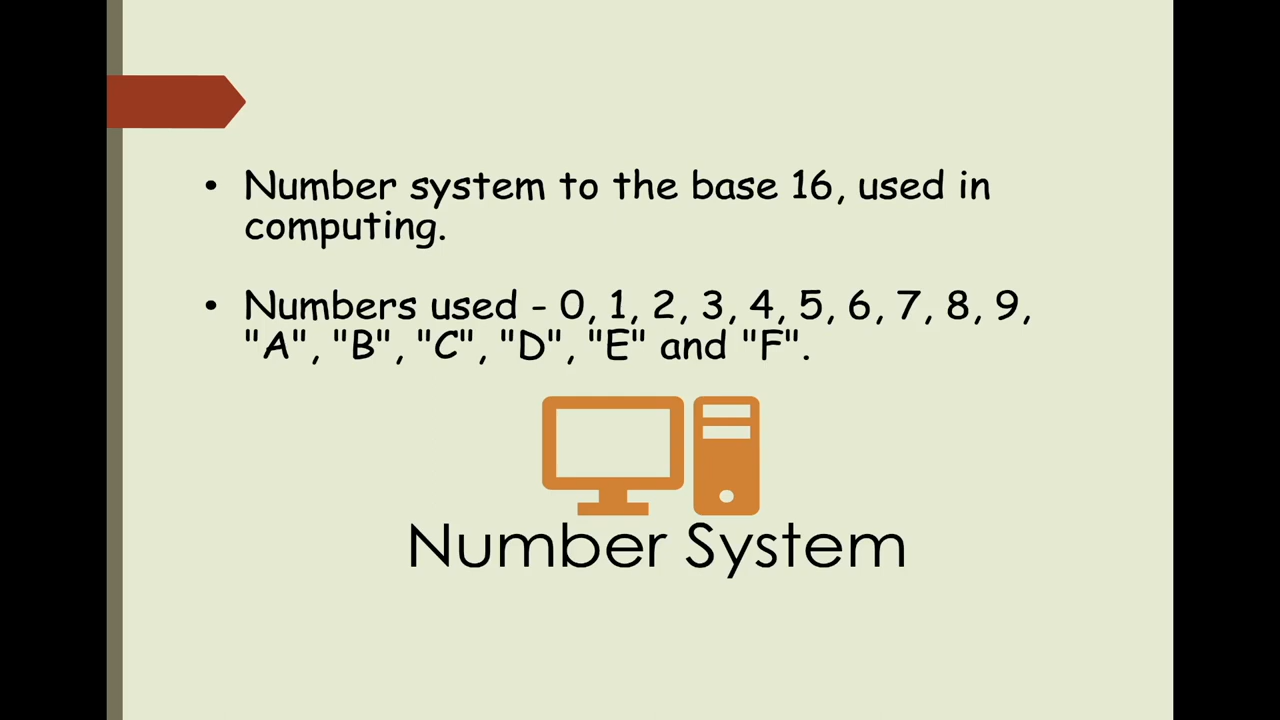 • Number system to the base 16, used in
computing.
• Numbers used - 0, 1, 2, 3, 4, 5, 6, 7, 8, 9,
"A", "B", "C", "D", "E" and "F".
Number System